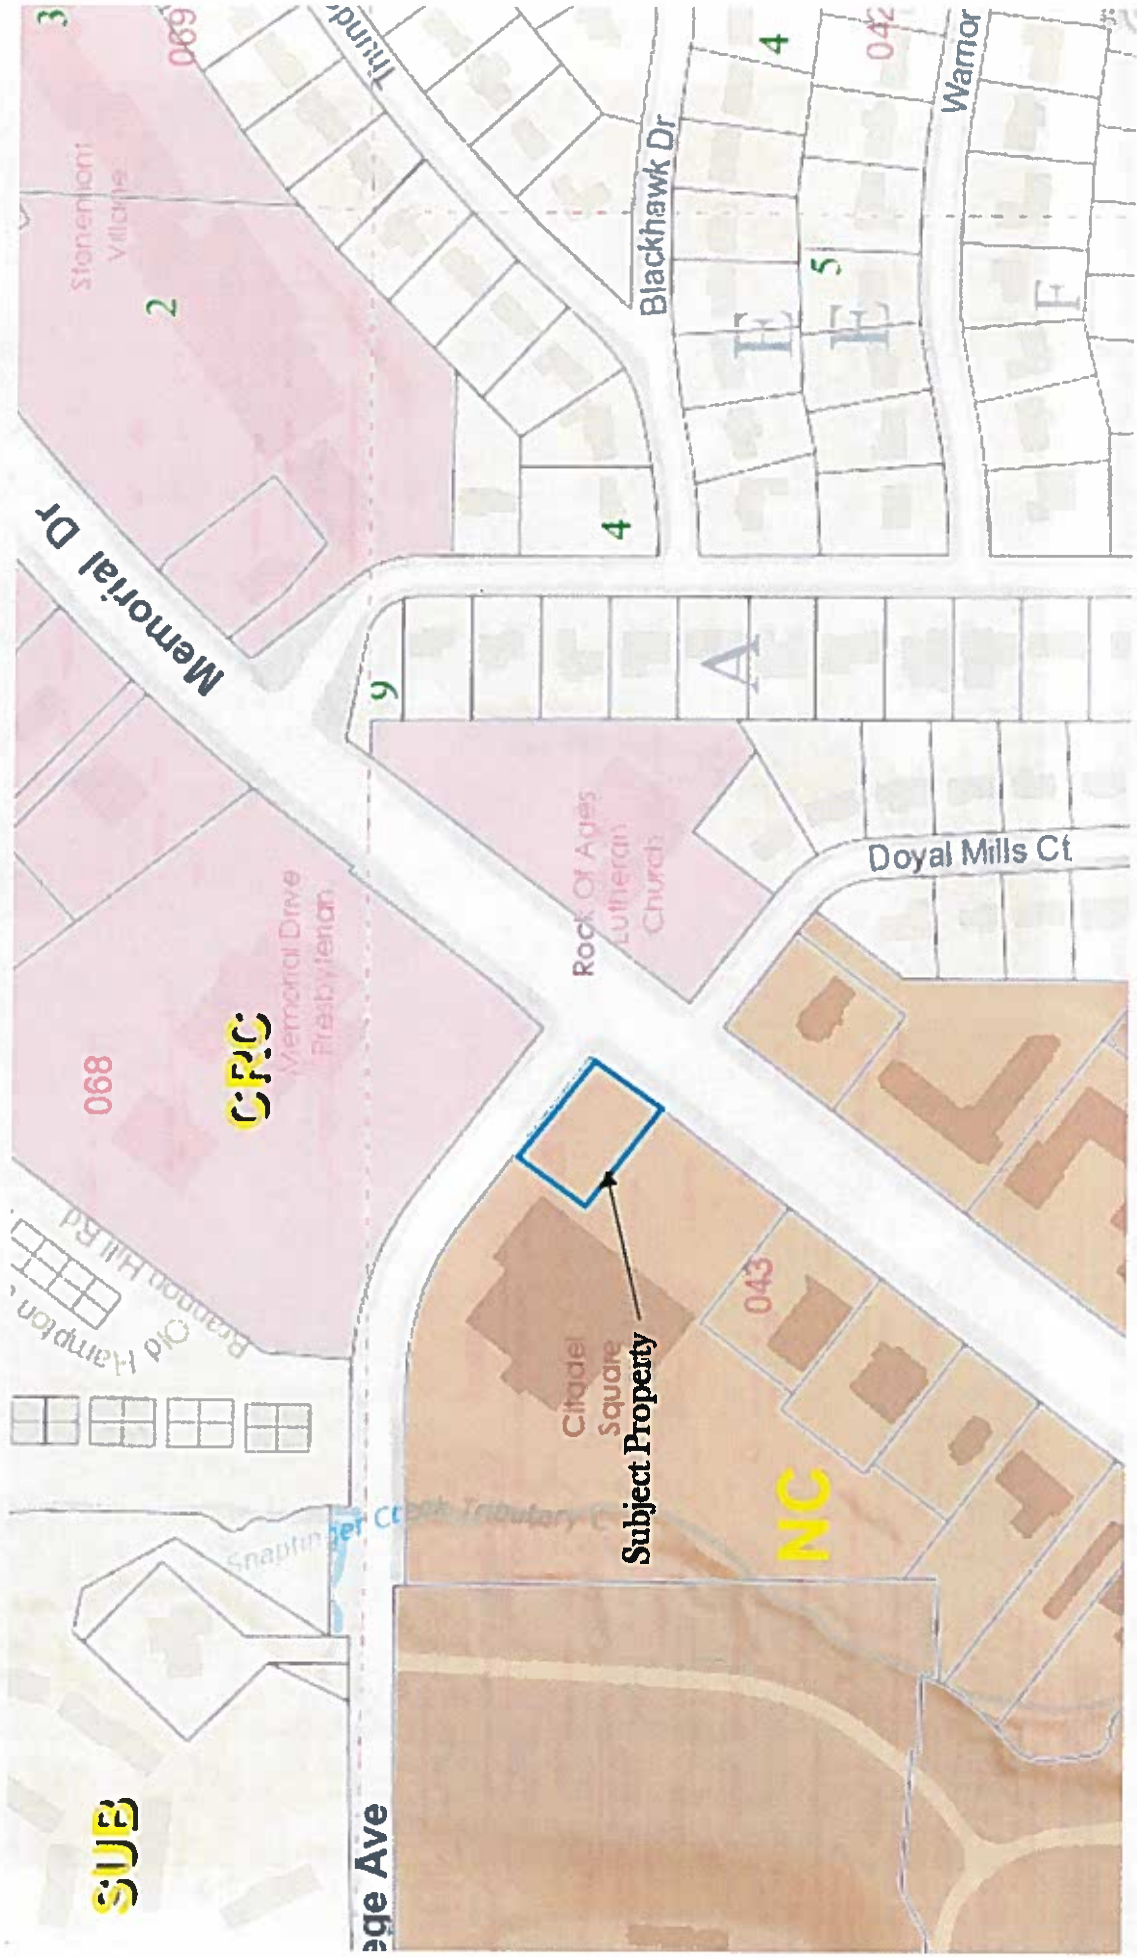 SUB
ege Ave
Snapfinger Creek Tributary C
NC
Old Hampton
Brannon Hill Rd
068
CRC
Memorial Drive
Presbyterian
Citadel
Square
Subject Property
043
Rock Of Ages
Lutheran
Church
Doyal Mills Ct
Memorial Dr
9
A
4
2
Stonemont
Village
3
069
Thund
Blackhawk Dr
E
E
5
4
042
Warrior
F